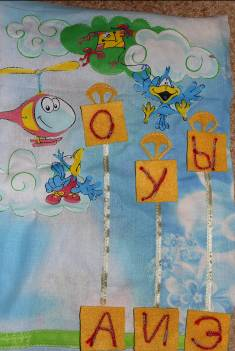 О У Ы
А И Э